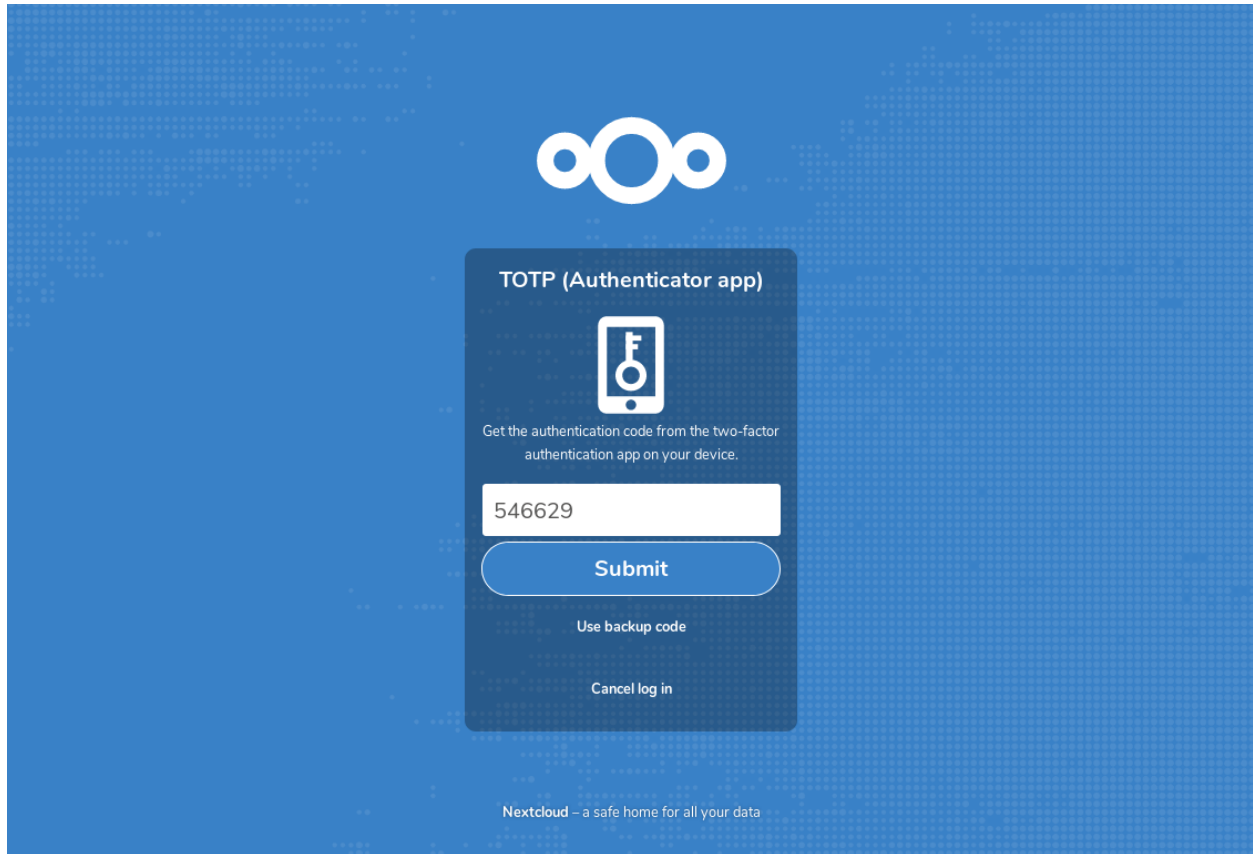 TOTP (Authenticator app)
Get the authentication code from the two-factor
authentication app on your device.
546629
Submit
Use backup code
Cancel log in
Nextcloud – a safe home for all your data